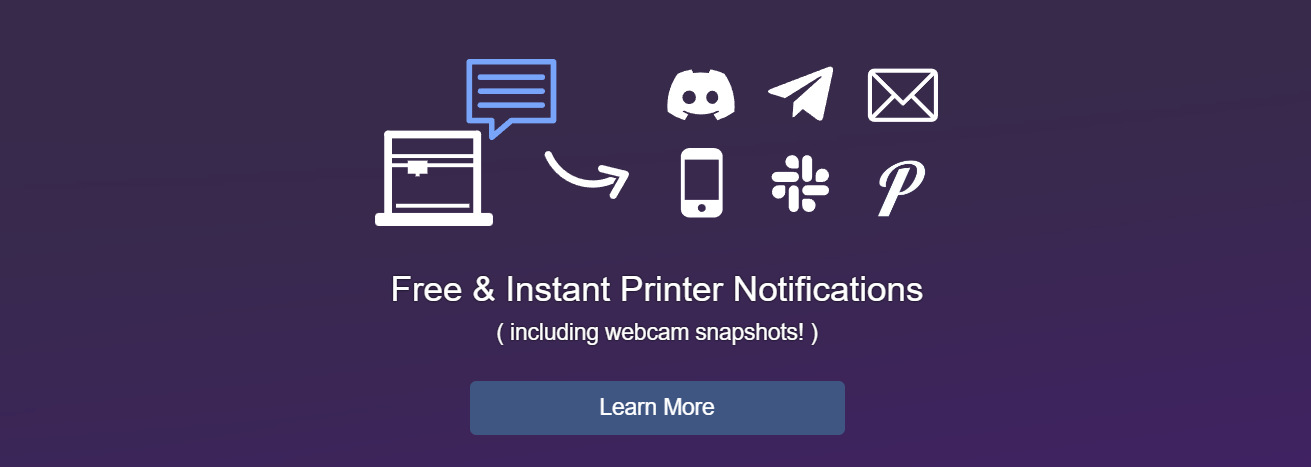 Free & Instant Printer Notifications
( including webcam snapshots! )
Learn More